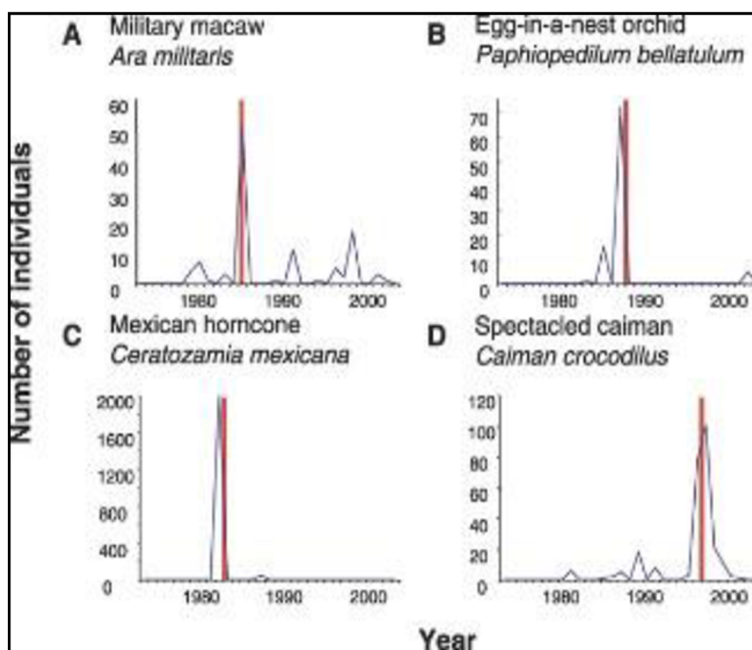 A Military macaw
Ara militaris
60
50
40
30
20
10
0
1980 1990 2000
B Egg-in-a-nest orchid
Paphiopedilum bellatulum
70
60
50
40
30
20
10
0
1980 1990 2000
C Mexican horncone
Ceratozamia mexicana
2000
1600
1200
800
400
0
1980 1990 2000
D Spectacled caiman
Caiman crocodilus
120
100
80
60
40
20
0
1980 1990 2000
Number of individuals
Year